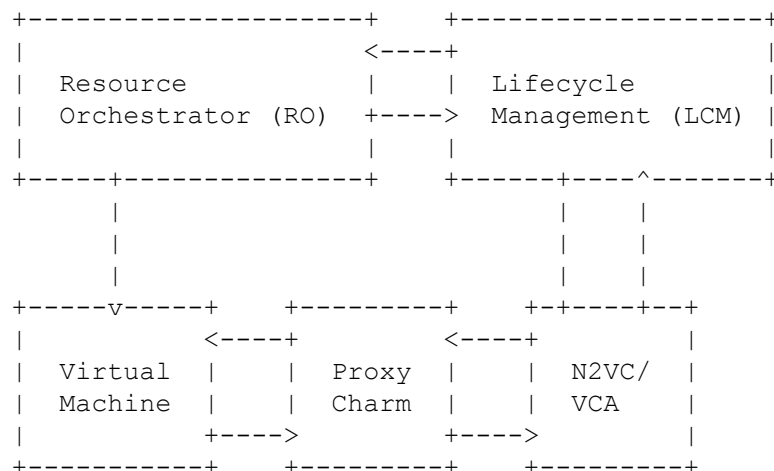 Resource
Orchestrator (RO)
Lifecycle
Management (LCM)
Virtual
Machine
Proxy
Charm
N2VC/
VCA